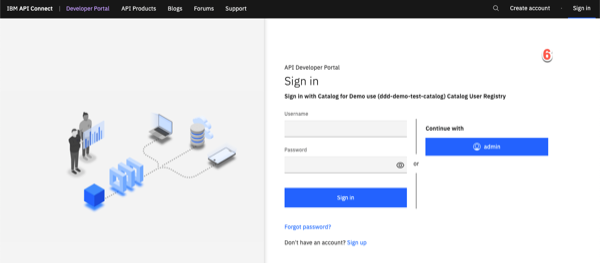 IBM API Connect | Developer Portal API Products Blogs Forums Support Create account Sign in
6
API Developer Portal
Sign in
Sign in with Catalog for Demo use (ddd-demo-test-catalog) Catalog User Registry
Username
Continue with
admin
Password
or
Sign in
Forgot password?
Don't have an account? Sign up